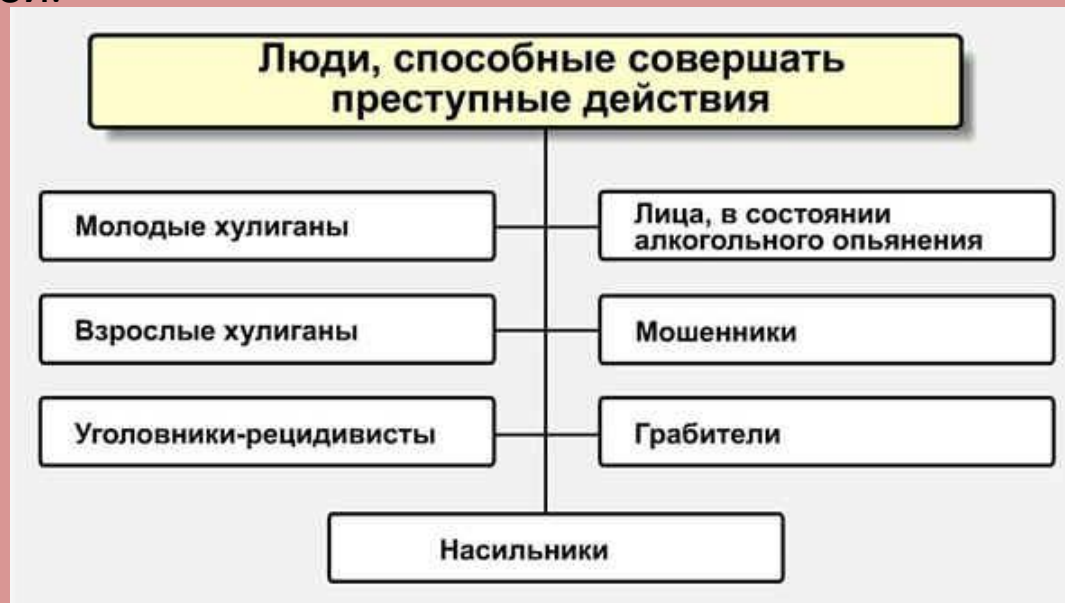 Люди, способные совершать
преступные действия
Молодые хулиганы
Лица, в состоянии
алкогольного опьянения
Взрослые хулиганы
Мошенники
Уголовники-рецидивисты
Грабители
Насильники